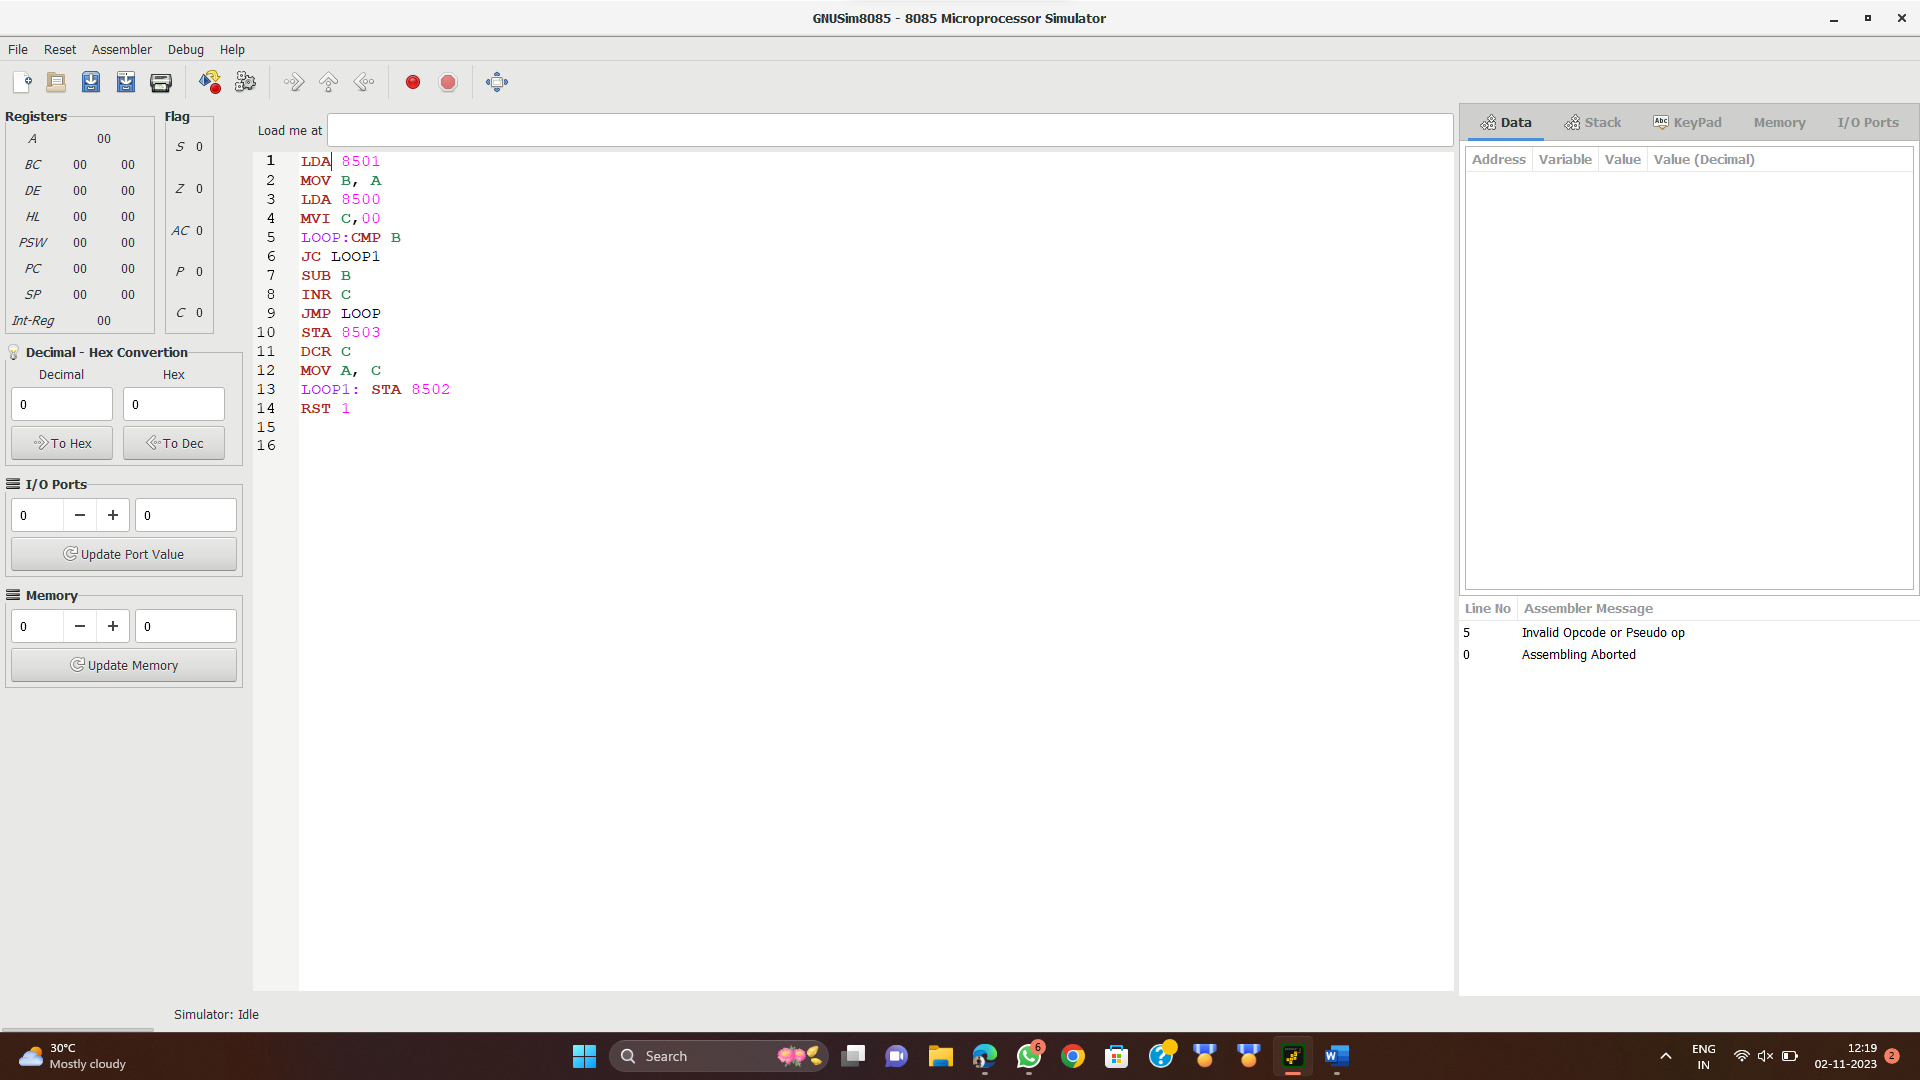 GNUSim8085 - 8085 Microprocessor Simulator
File Reset Assembler Debug Help
Registers
A 00
BC 00 00
DE 00 00
HL 00 00
PSW 00 00
PC 00 00
SP 00 00
Int-Reg 00
Flag
S 0
Z 0
AC 0
P 0
C 0
Decimal - Hex Convertion
Decimal Hex
0 0
To Hex To Dec
I/O Ports
0 − + 0
Update Port Value
Memory
0 − + 0
Update Memory
Load me at
1 LDA 8501
2 MOV B, A
3 LDA 8500
4 MVI C,00
5 LOOP:CMP B
6 JC LOOP1
7 SUB B
8 INR C
9 JMP LOOP
10 STA 8503
11 DCR C
12 MOV A, C
13 LOOP1: STA 8502
14 RST 1
15
16
Data Stack Abc KeyPad Memory I/O Ports
Address Variable Value Value (Decimal)
Line No Assembler Message
5 Invalid Opcode or Pseudo op
0 Assembling Aborted
Simulator: Idle
30°C
Mostly cloudy
Search
6
W
ENG
IN
12:19
02-11-2023
2